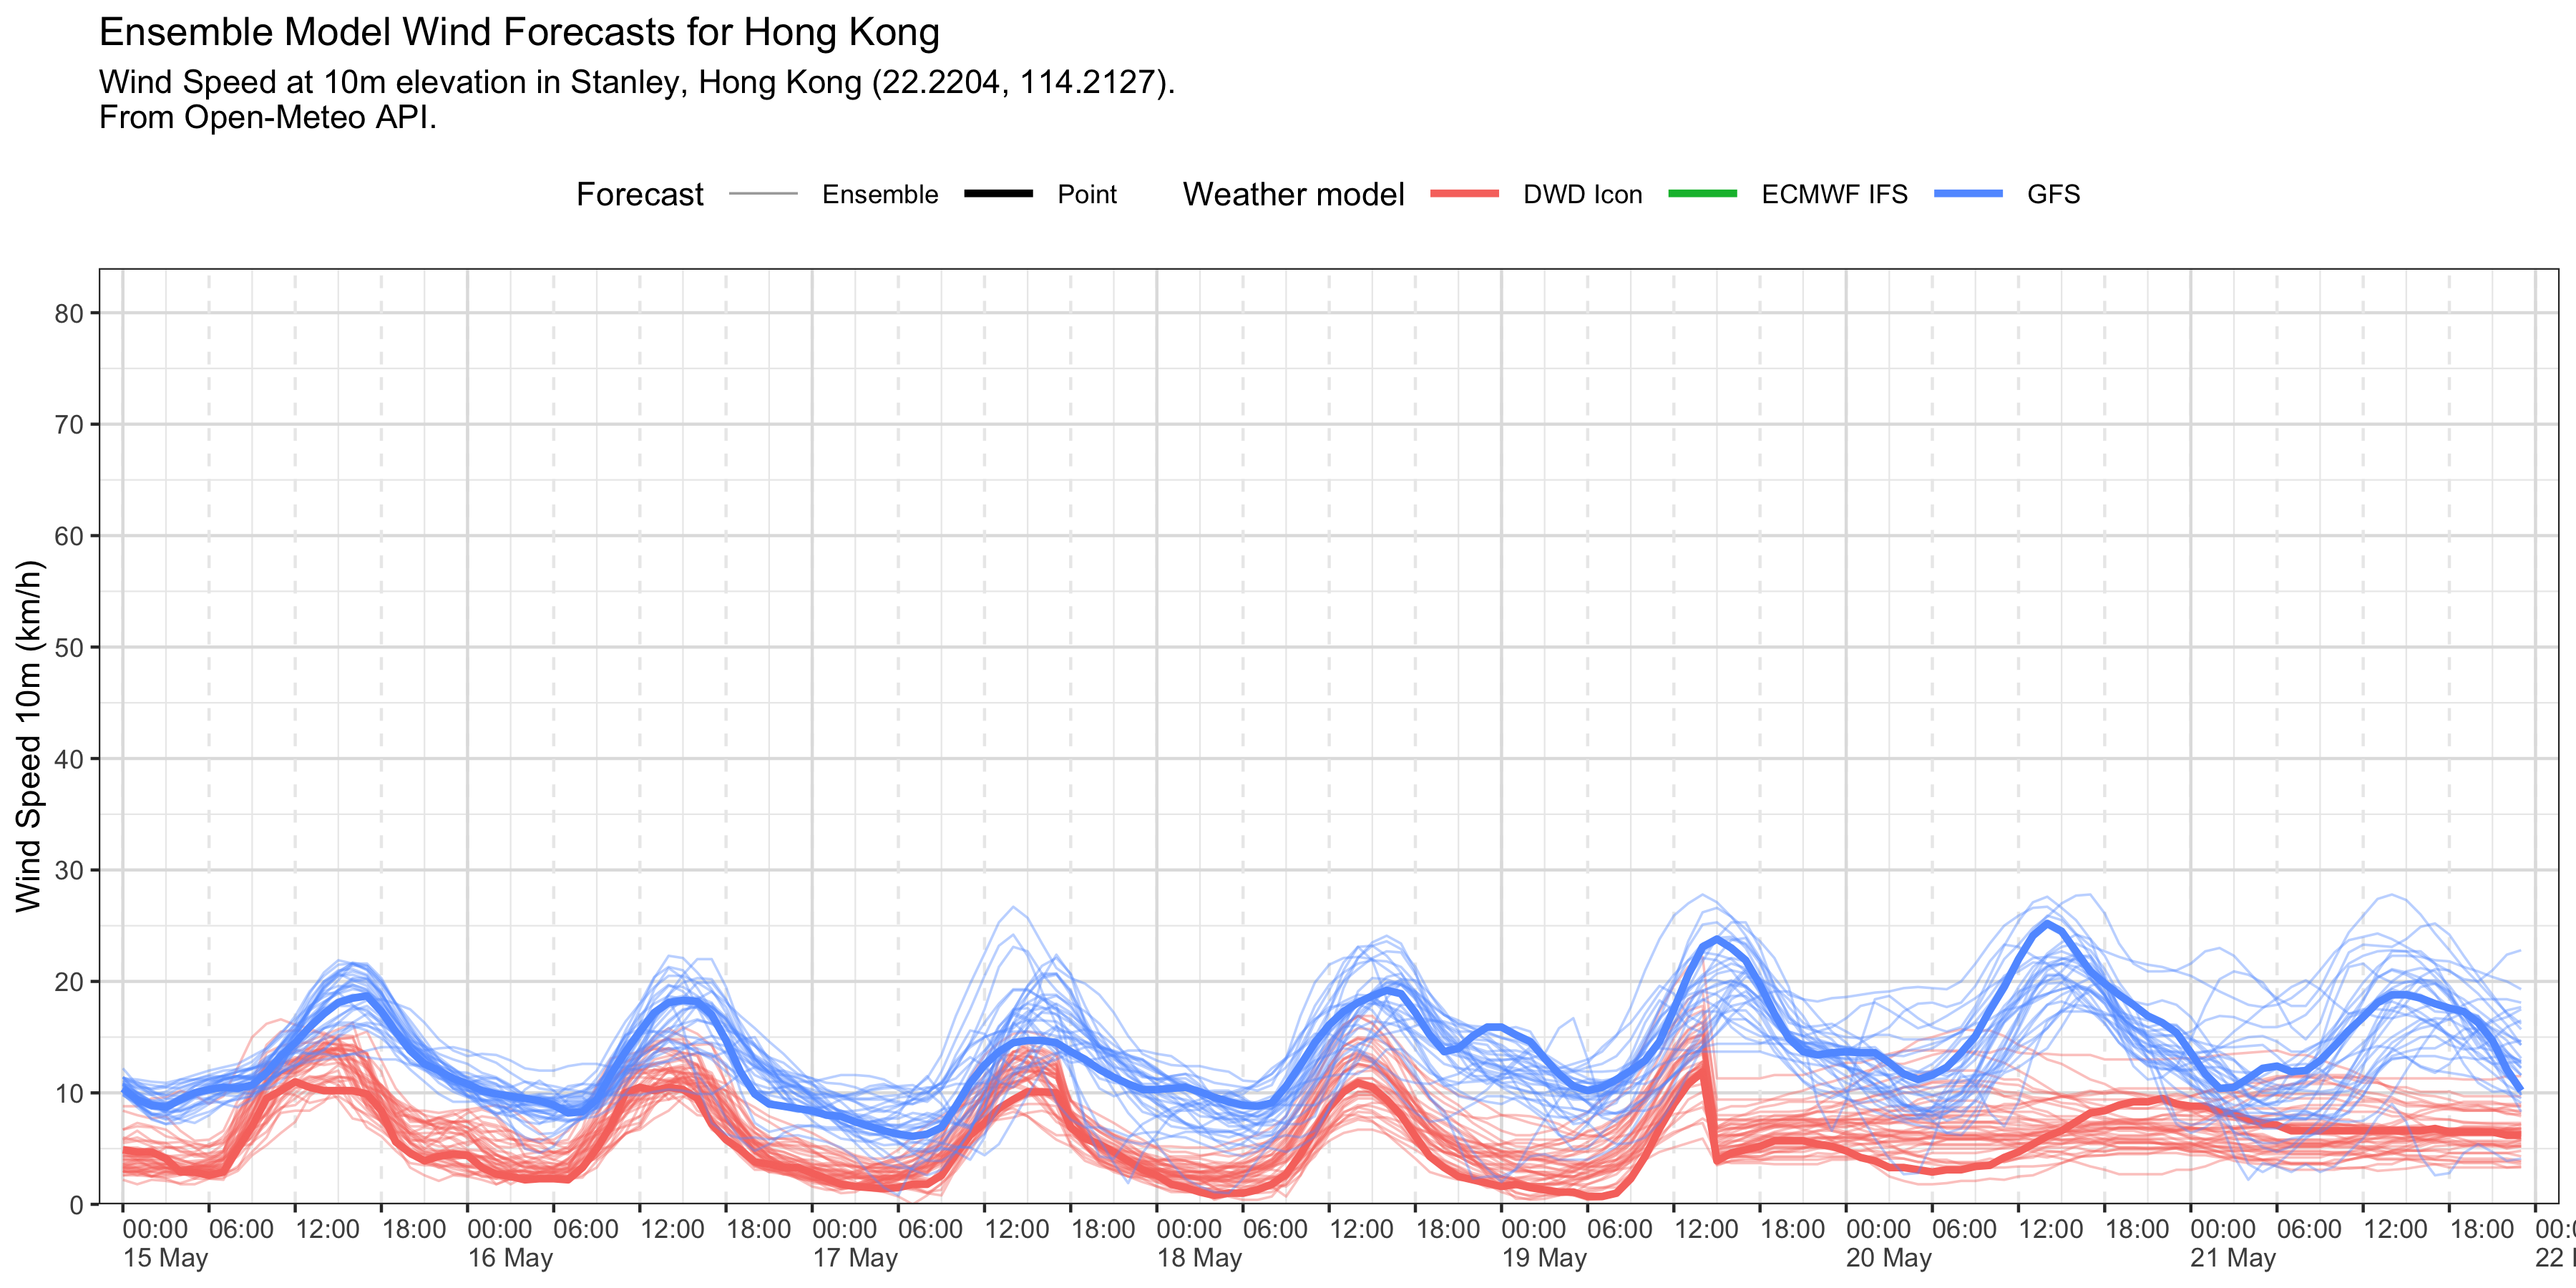 Ensemble Model Wind Forecasts for Hong Kong
Wind Speed at 10m elevation in Stanley, Hong Kong (22.2204, 114.2127).
From Open-Meteo API.
Forecast Ensemble Point Weather model DWD Icon ECMWF IFS GFS
Wind Speed 10m (km/h)
80
70
60
50
40
30
20
10
0
00:00 06:00 12:00 18:00 00:00 06:00 12:00 18:00 00:00 06:00 12:00 18:00 00:00 06:00 12:00 18:00 00:00 06:00 12:00 18:00 00:00 06:00 12:00 18:00 00:00 06:00 12:00 18:00
15 May 16 May 17 May 18 May 19 May 20 May 21 May 22